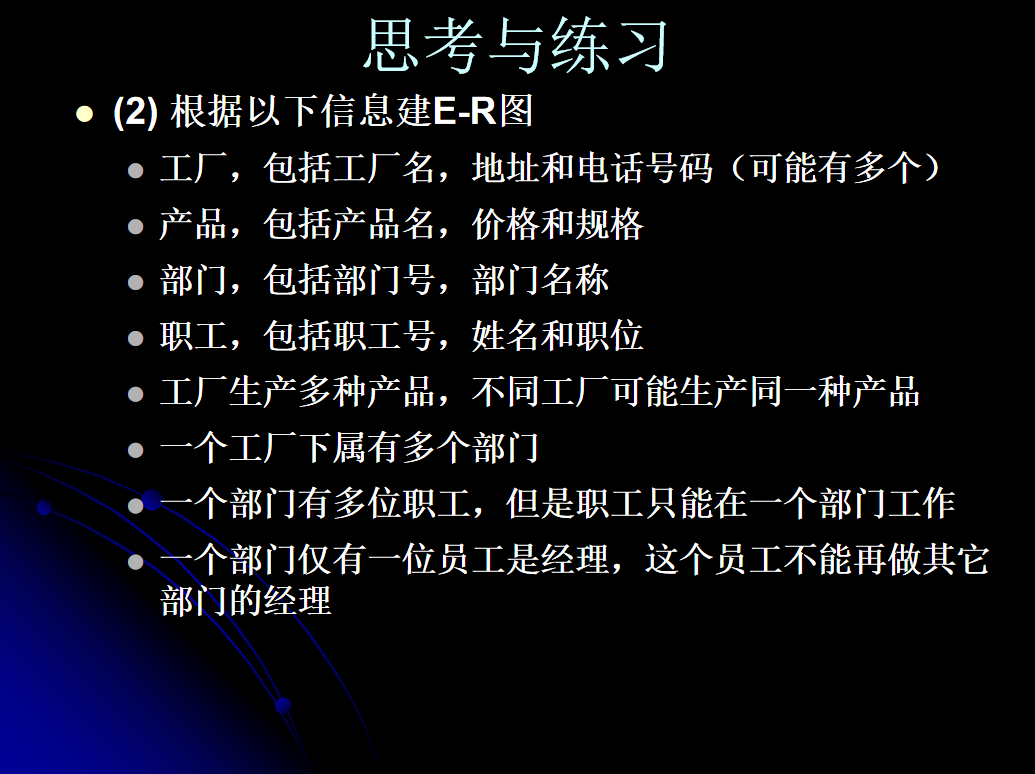 思考与练习
(2) 根据以下信息建E-R图
工厂，包括工厂名，地址和电话号码（可能有多个）
产品，包括产品名，价格和规格
部门，包括部门号，部门名称
职工，包括职工号，姓名和职位
工厂生产多种产品，不同工厂可能生产同一种产品
一个工厂下属有多个部门
一个部门有多位职工，但是职工只能在一个部门工作
一个部门仅有一位员工是经理，这个员工不能再做其它
部门的经理